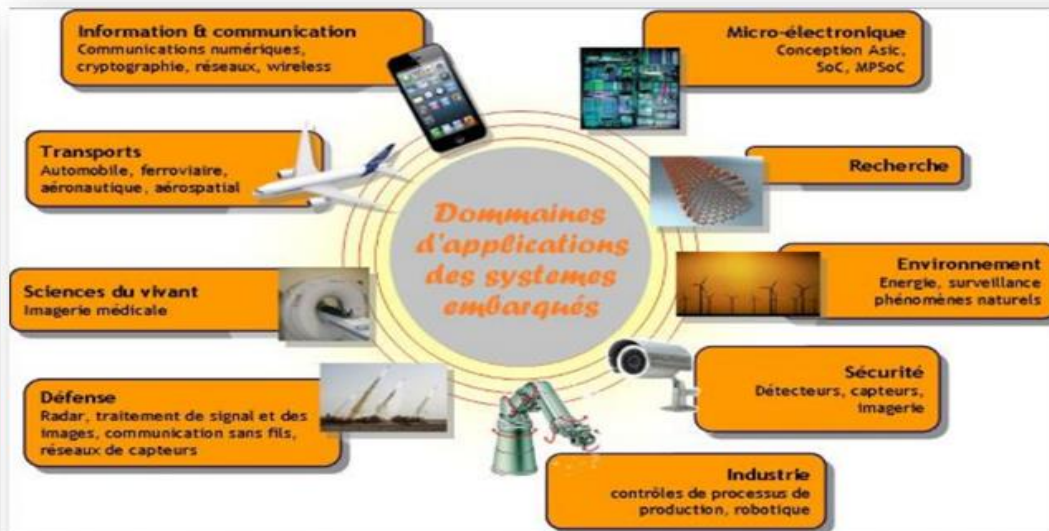 Information & communication
Communications numériques,
cryptographie, réseaux, wireless
Micro-électronique
Conception Asic,
SoC, MPSoC
Transports
Automobile, ferroviaire,
aéronautique, aérospatial
Recherche
Dommaines
d'applications
des systemes
embarqués
Sciences du vivant
Imagerie médicale
Environnement
Energie, surveillance
phénomènes naturels
Défense
Radar, traitement de signal et des
images, communication sans fils,
réseaux de capteurs
Sécurité
Détecteurs, capteurs,
imagerie
Industrie
contrôles de processus de
production, robotique